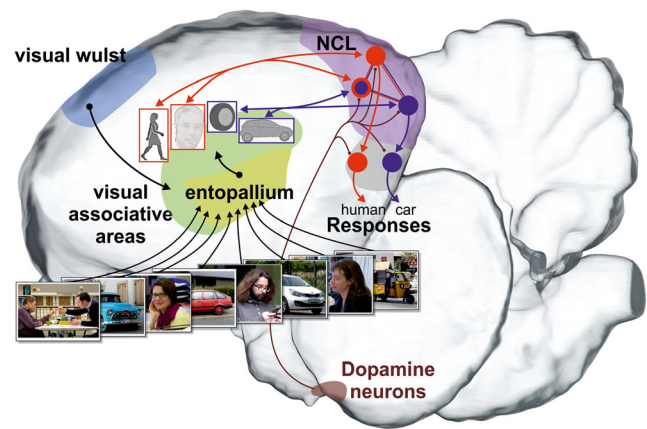 NCL
visual wulst
visual
associative
areas
entopallium
human car
Responses
Dopamine
neurons